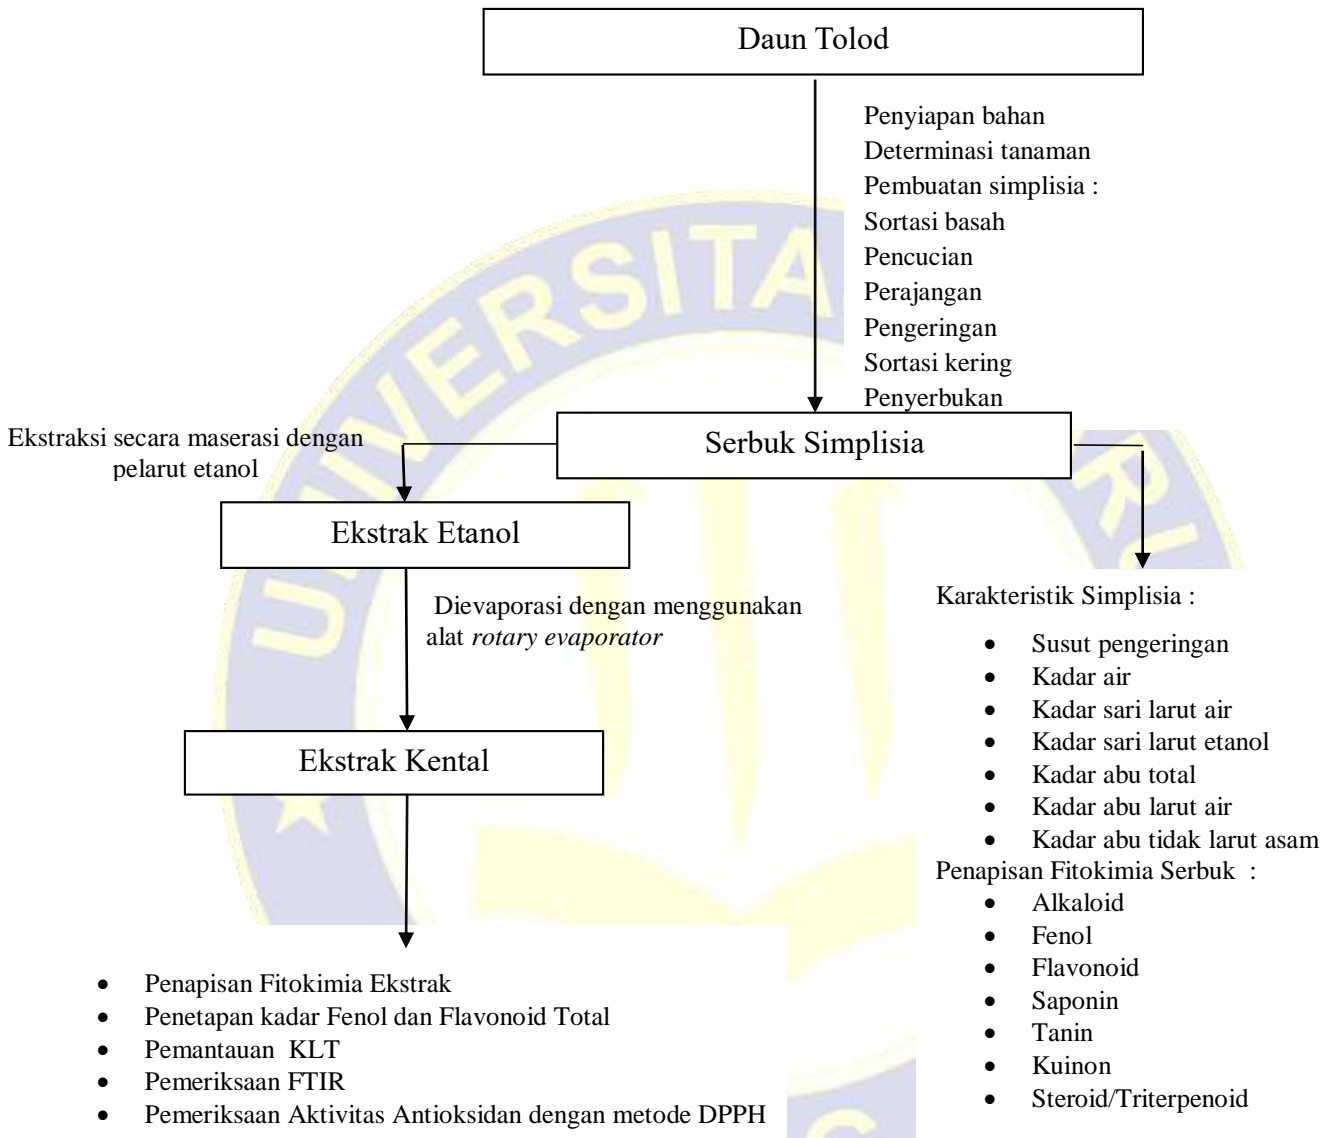 Daun Tolod
Penyiapan bahan
Determinasi tanaman
Pembuatan simplisia :
Sortasi basah
Pencucian
Perajangan
Pengeringan
Sortasi kering
Penyerbukan
Serbuk Simplisia
Ekstraksi secara maserasi dengan
pelarut etanol
Ekstrak Etanol
Dievaporasi dengan menggunakan
alat rotary evaporator
Ekstrak Kental
• Penapisan Fitokimia Ekstrak
• Penetapan kadar Fenol dan Flavonoid Total
• Pemantauan KLT
• Pemeriksaan FTIR
• Pemeriksaan Aktivitas Antioksidan dengan metode DPPH
Karakteristik Simplisia :
• Susut pengeringan
• Kadar air
• Kadar sari larut air
• Kadar sari larut etanol
• Kadar abu total
• Kadar abu larut air
• Kadar abu tidak larut asam
Penapisan Fitokimia Serbuk :
• Alkaloid
• Fenol
• Flavonoid
• Saponin
• Tanin
• Kuinon
• Steroid/Triterpenoid
UNIVERSITA